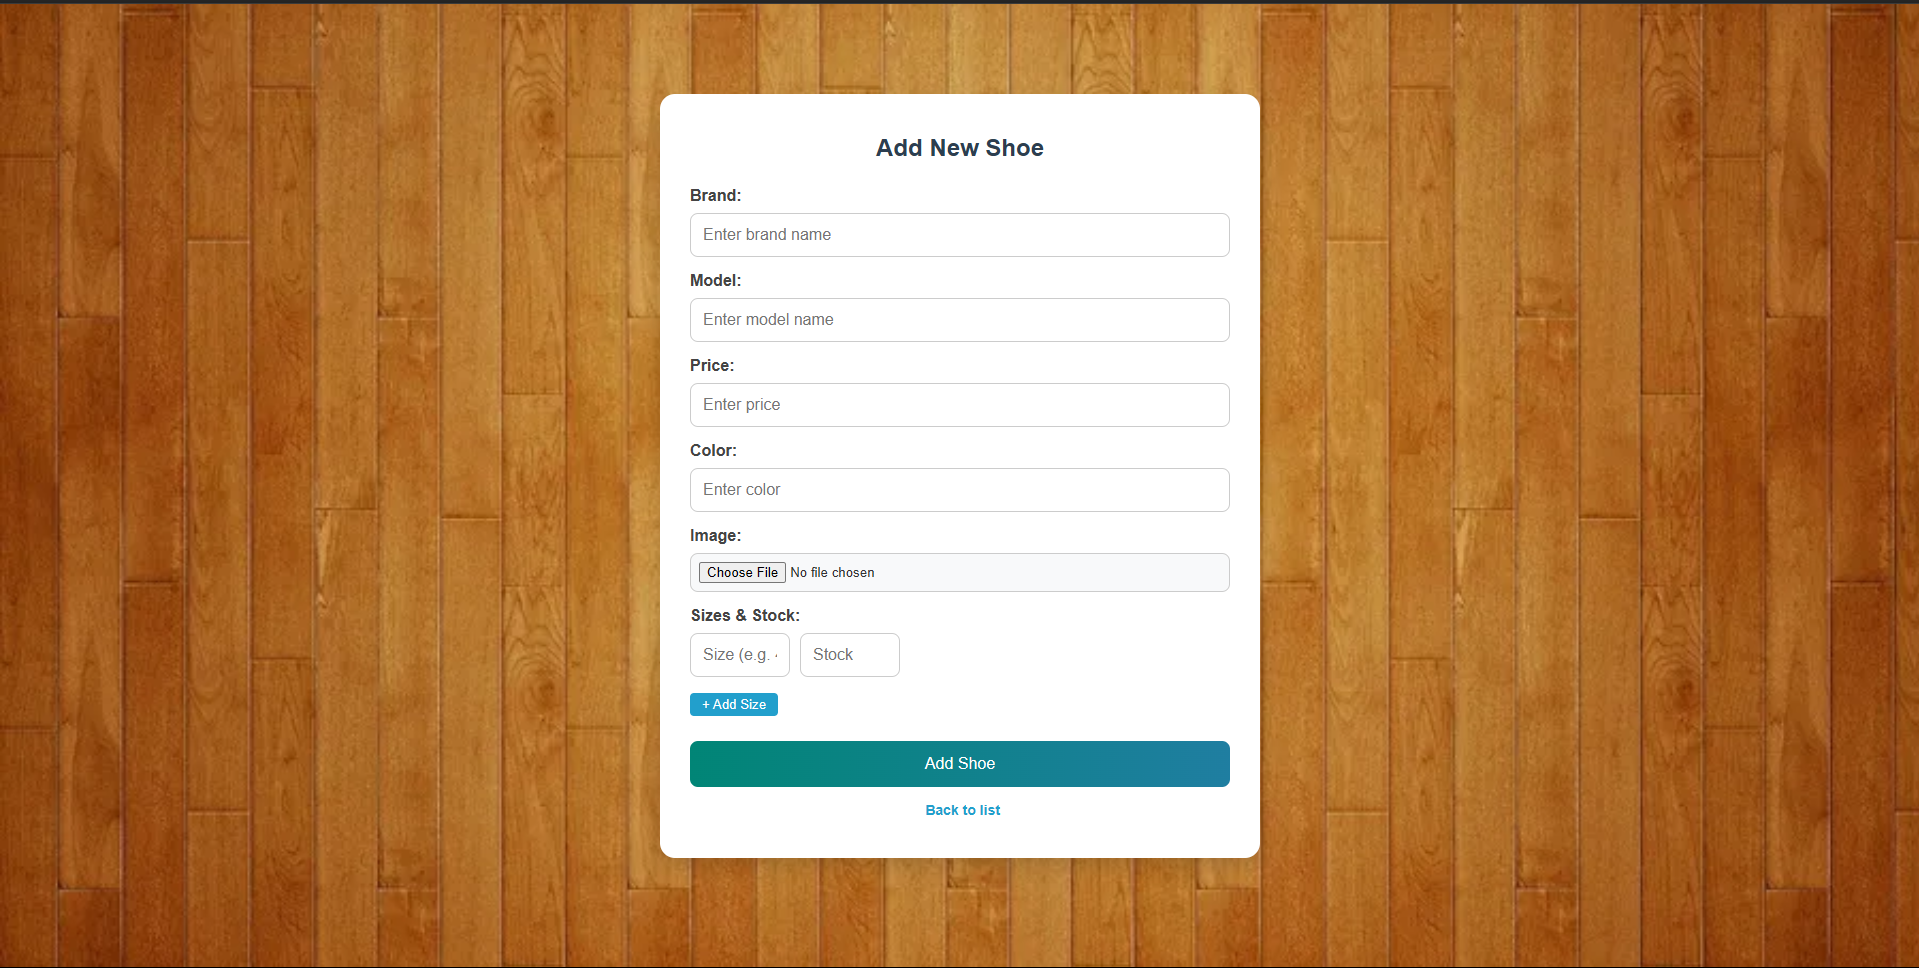 Add New Shoe
Brand:
Enter brand name
Model:
Enter model name
Price:
Enter price
Color:
Enter color
Image:
Choose File No file chosen
Sizes & Stock:
Size (e.g. Stock
+ Add Size
Add Shoe
Back to list